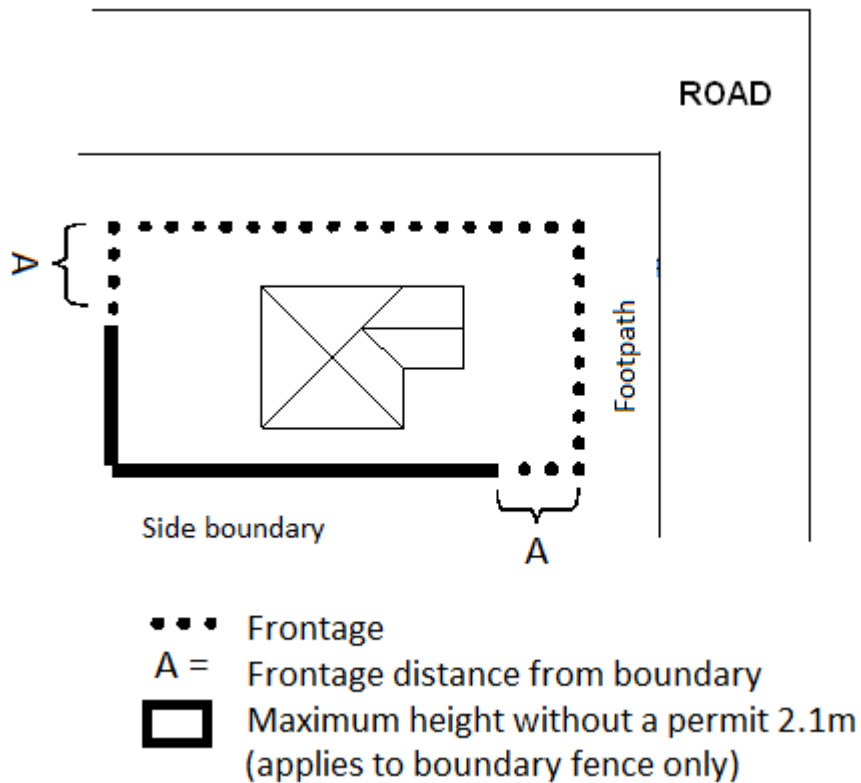 ROAD
A
Footpath
Side boundary
A
Frontage
A = Frontage distance from boundary
Maximum height without a permit 2.1m
(applies to boundary fence only)